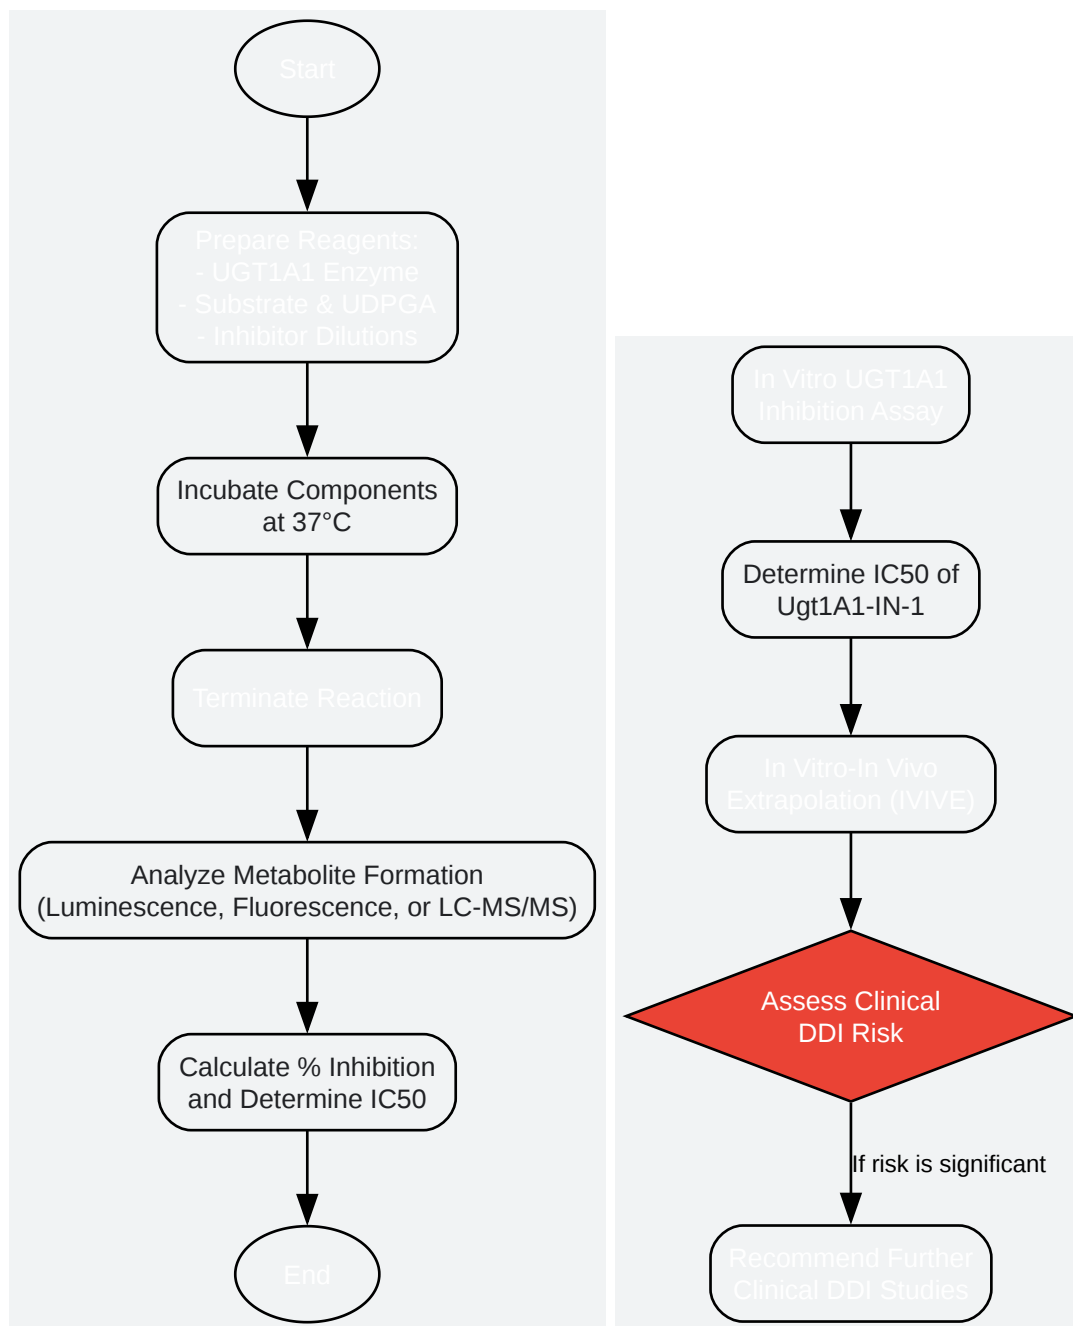 Start
Prepare Reagents:
- UGT1A1 Enzyme
- Substrate & UDPGA
- Inhibitor Dilutions
Incubate Components
at 37°C
Terminate Reaction
Analyze Metabolite Formation
(Luminescence, Fluorescence, or LC-MS/MS)
Calculate % Inhibition
and Determine IC50
End
In Vitro UGT1A1
Inhibition Assay
Determine IC50 of
Ugt1A1-IN-1
In Vitro-In Vivo
Extrapolation (IVIVE)
Assess Clinical
DDI Risk
If risk is significant
Recommend Further
Clinical DDI Studies